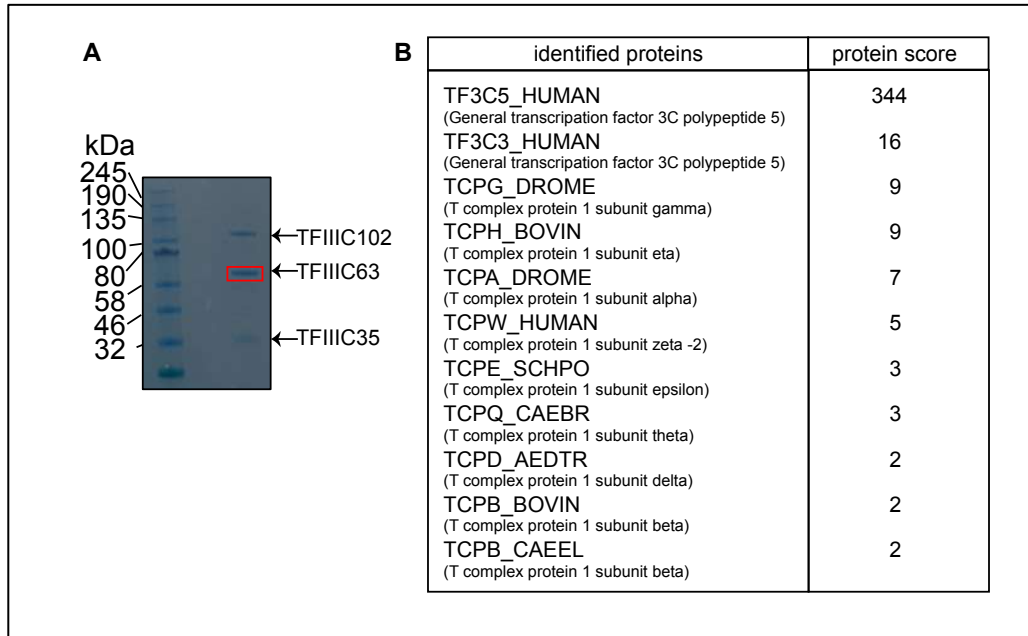 A
kDa
245
190
135
100
80
58
46
32
TFIIIC102
TFIIIC63
TFIIIC35
B
identified proteins protein score
TF3C5_HUMAN 344
(General transcripation factor 3C polypeptide 5)
TF3C3_HUMAN 16
(General transcripation factor 3C polypeptide 5)
TCPG_DROME 9
(T complex protein 1 subunit gamma)
TCPH_BOVIN 9
(T complex protein 1 subunit eta)
TCPA_DROME 7
(T complex protein 1 subunit alpha)
TCPW_HUMAN 5
(T complex protein 1 subunit zeta -2)
TCPE_SCHPO 3
(T complex protein 1 subunit epsilon)
TCPQ_CAEBR 3
(T complex protein 1 subunit theta)
TCPD_AEDTR 2
(T complex protein 1 subunit delta)
TCPB_BOVIN 2
(T complex protein 1 subunit beta)
TCPB_CAEEL 2
(T complex protein 1 subunit beta)